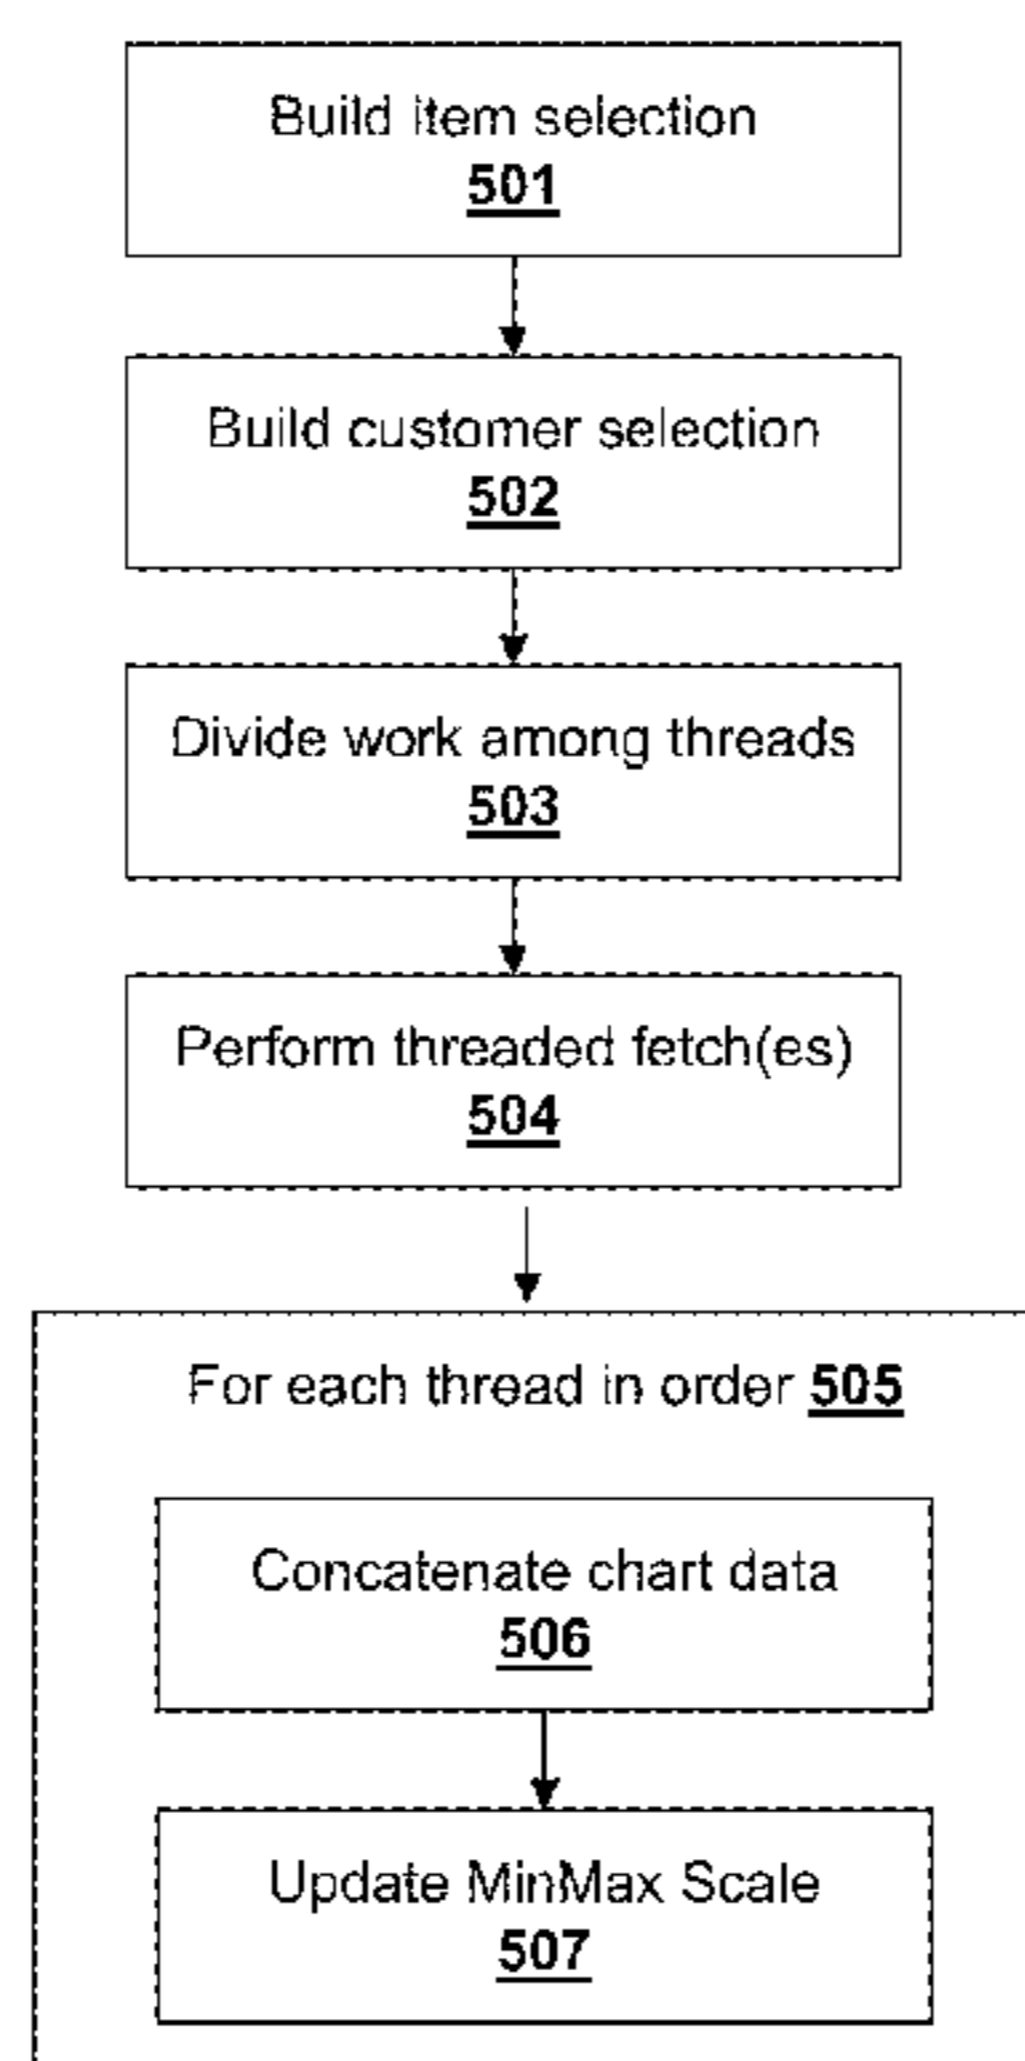 Build item selection
501
Build customer selection
502
Divide work among threads
503
Perform threaded fetch(es)
504
For each thread in order 505
Concatenate chart data
506
Update MinMax Scale
507